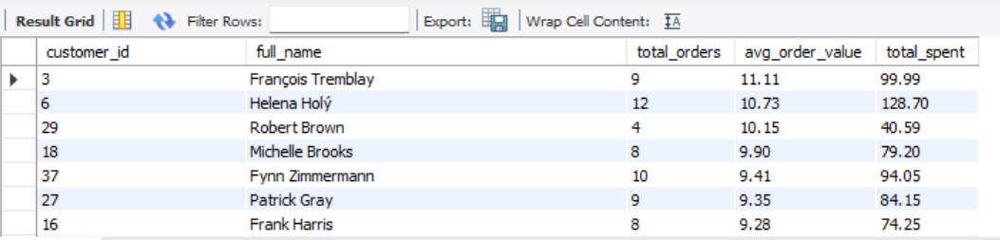 Result Grid Filter Rows: Export: Wrap Cell Content: IA
customer_id full_name total_orders avg_order_value total_spent
3 François Tremblay 9 11.11 99.99
6 Helena Holý 12 10.73 128.70
29 Robert Brown 4 10.15 40.59
18 Michelle Brooks 8 9.90 79.20
37 Fynn Zimmermann 10 9.41 94.05
27 Patrick Gray 9 9.35 84.15
16 Frank Harris 8 9.28 74.25